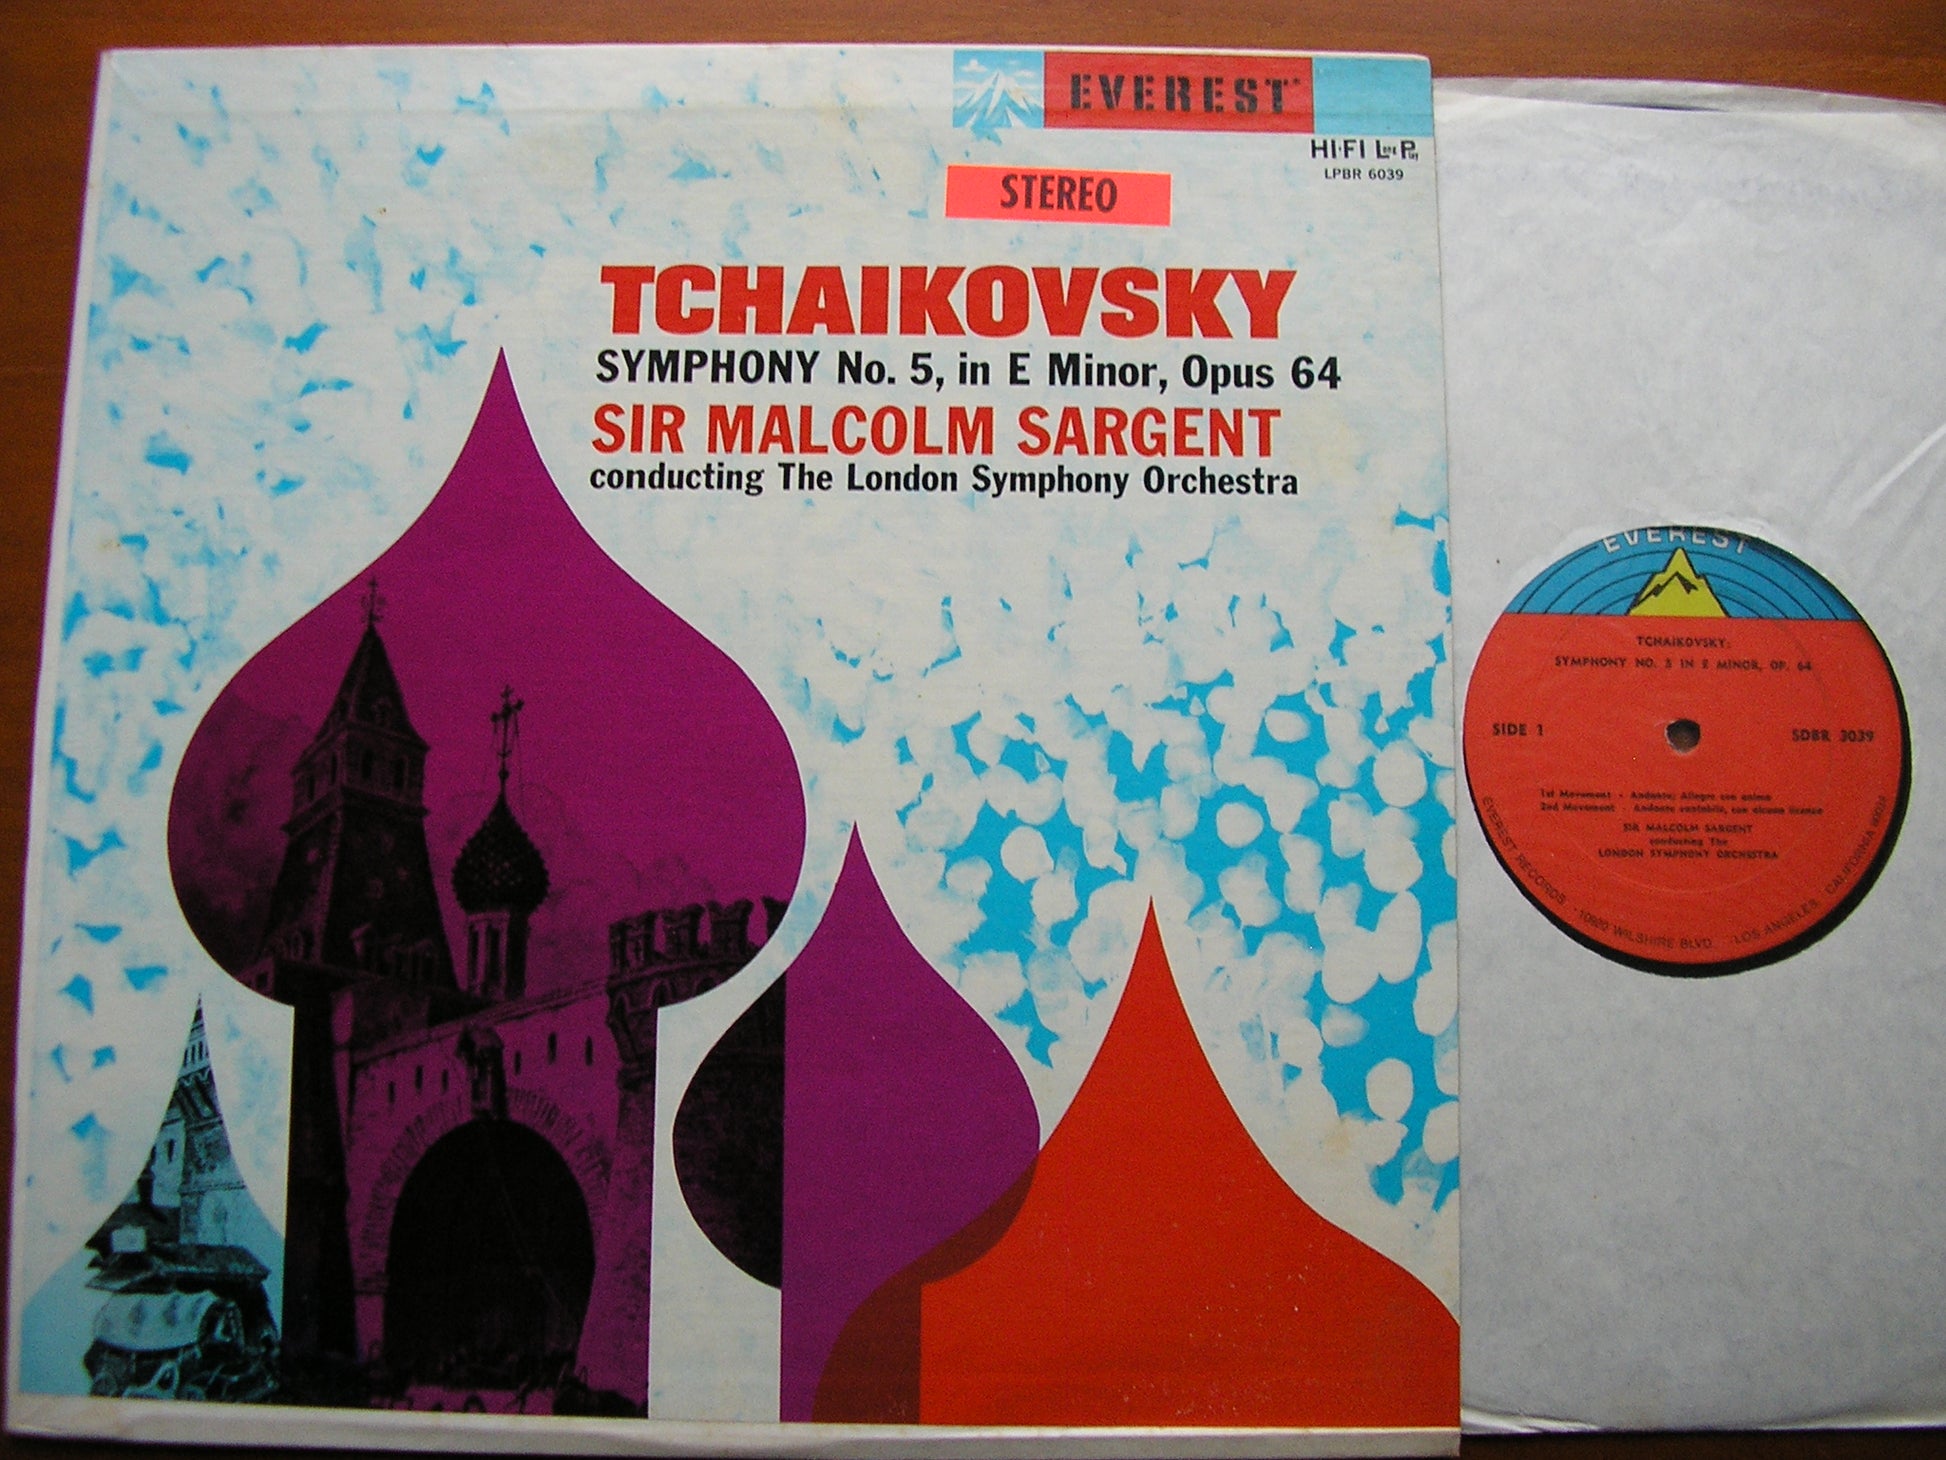 EVEREST
HI-FI Long Play
LPBR 6039
STEREO
TCHAIKOVSKY
SYMPHONY No. 5, in E Minor, Opus 64
SIR MALCOLM SARGENT
conducting The London Symphony Orchestra
EVEREST
TCHAIKOVSKY:
SYMPHONY NO. 5 IN E MINOR, OP. 64
SIDE 1
SDBR 3039
1st Movement - Andante; Allegro con anima
2nd Movement - Andante cantabile, con alcuna licenza
SIR MALCOLM SARGENT
conducting The
LONDON SYMPHONY ORCHESTRA
EVEREST RECORDS 10920 WILSHIRE BLVD. LOS ANGELES, CALIFORNIA 90024